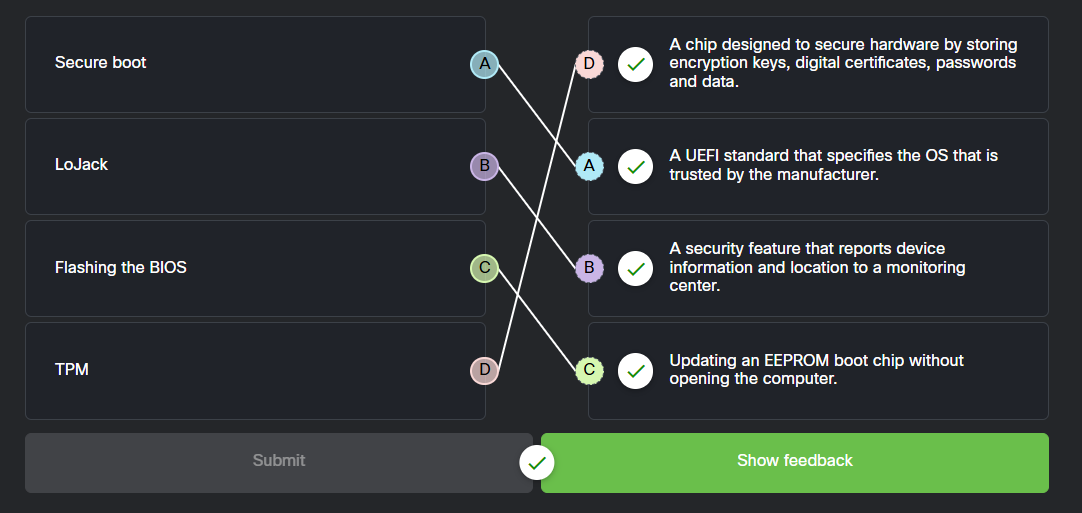 Secure boot
A
D
A chip designed to secure hardware by storing
encryption keys, digital certificates, passwords
and data.
LoJack
B
A
A UEFI standard that specifies the OS that is
trusted by the manufacturer.
Flashing the BIOS
C
B
A security feature that reports device
information and location to a monitoring
center.
TPM
D
C
Updating an EEPROM boot chip without
opening the computer.
Submit
Show feedback